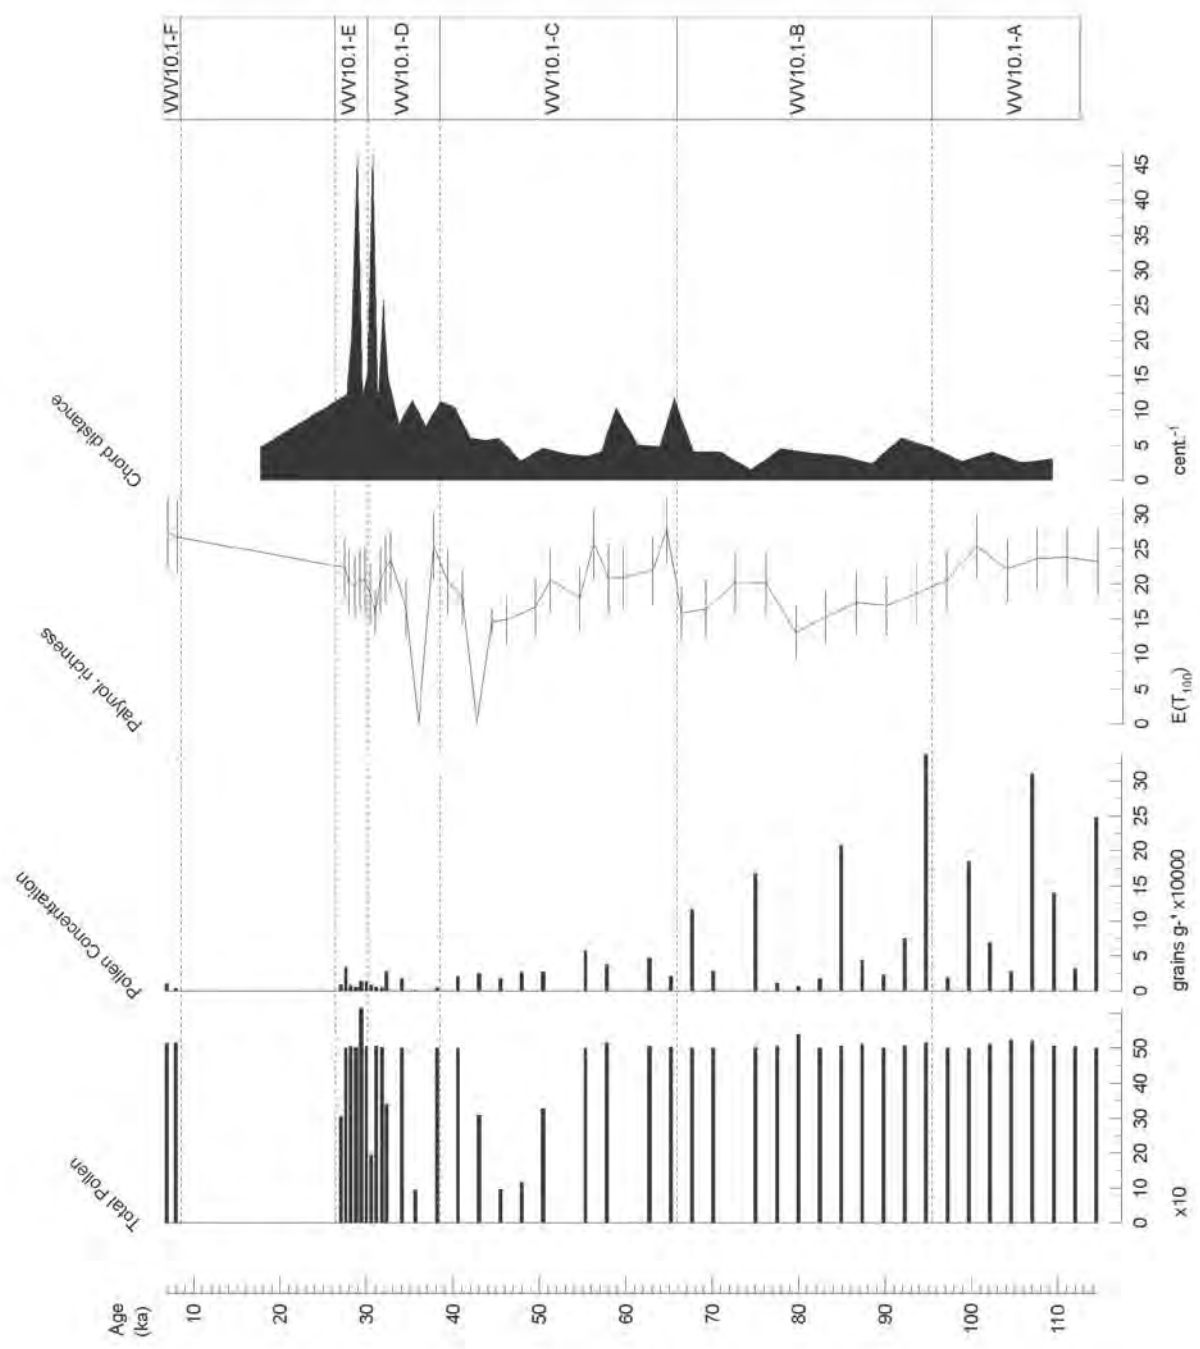 Age
(ka)
Total Pollen
Pollen Concentration
Palynol. richness
Chord distance
10
20
30
40
50
60
70
80
90
100
110
VVV10.1-F
VVV10.1-E
VVV10.1-D
VVV10.1-C
VVV10.1-B
VVV10.1-A
0 10 20 30 40 50
x10
0 5 10 15 20 25 30
grains g-¹ x10000
0 5 10 15 20 25 30
E(T₁₀₀)
0 5 10 15 20 25 30 35 40 45
cent.⁻¹